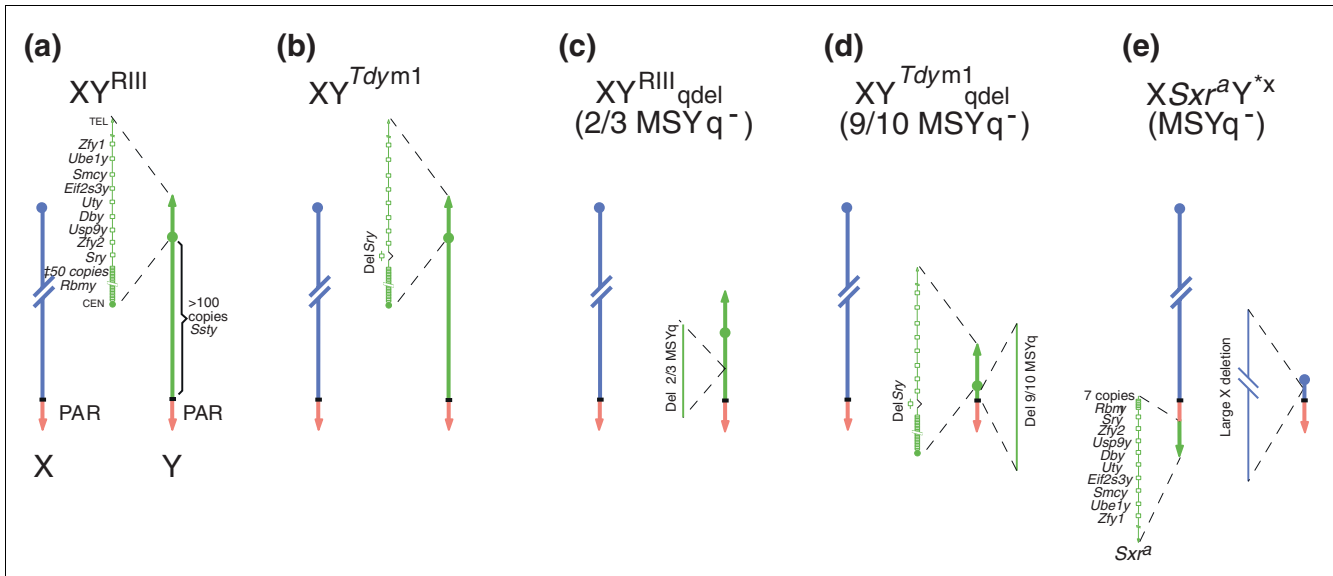 (a)
XY^RIII
TEL
Zfy1
Ube1y
Smcy
Eif2s3y
Uty
Dby
Usp9y
Zfy2
Sry
‡50 copies
Rbmy
CEN
>100
copies
Ssty
PAR
PAR
X
Y
(b)
XY^Tdym1
Del Sry
(c)
XY^RIII qdel
(2/3 MSYq-)
Del 2/3 MSYq
(d)
XY^Tdym1 qdel
(9/10 MSYq-)
Del Sry
Del 9/10 MSYq
(e)
XSxr^aY^*x
(MSYq-)
7 copies
Rbmy
Sry
Zfy2
Usp9y
Dby
Uty
Eif2s3y
Smcy
Ube1y
Zfy1
Sxr^a
Large X deletion